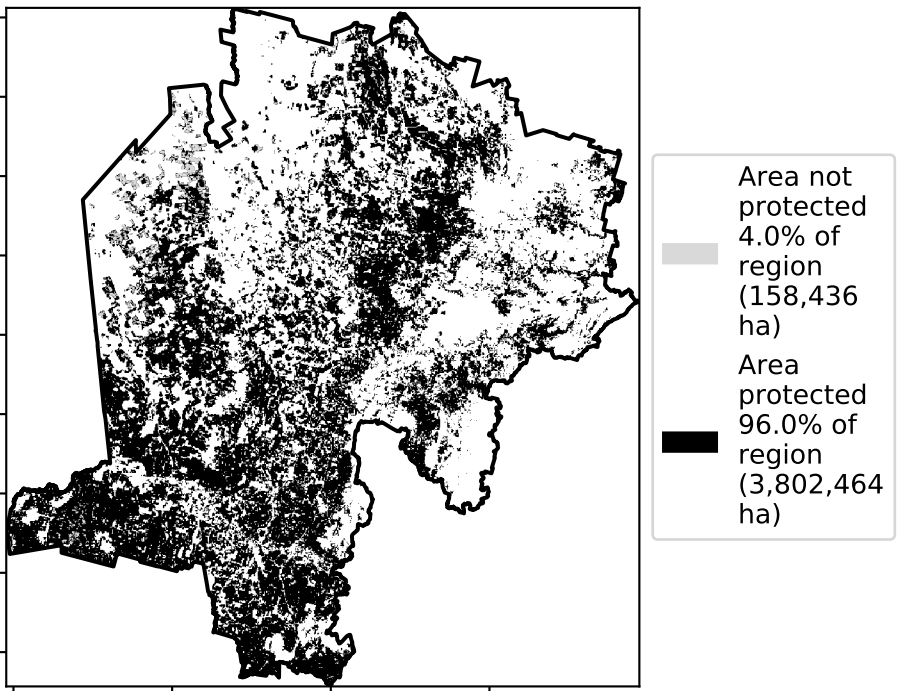 Area not
protected
4.0% of
region
(158,436
ha)
Area
protected
96.0% of
region
(3,802,464
ha)